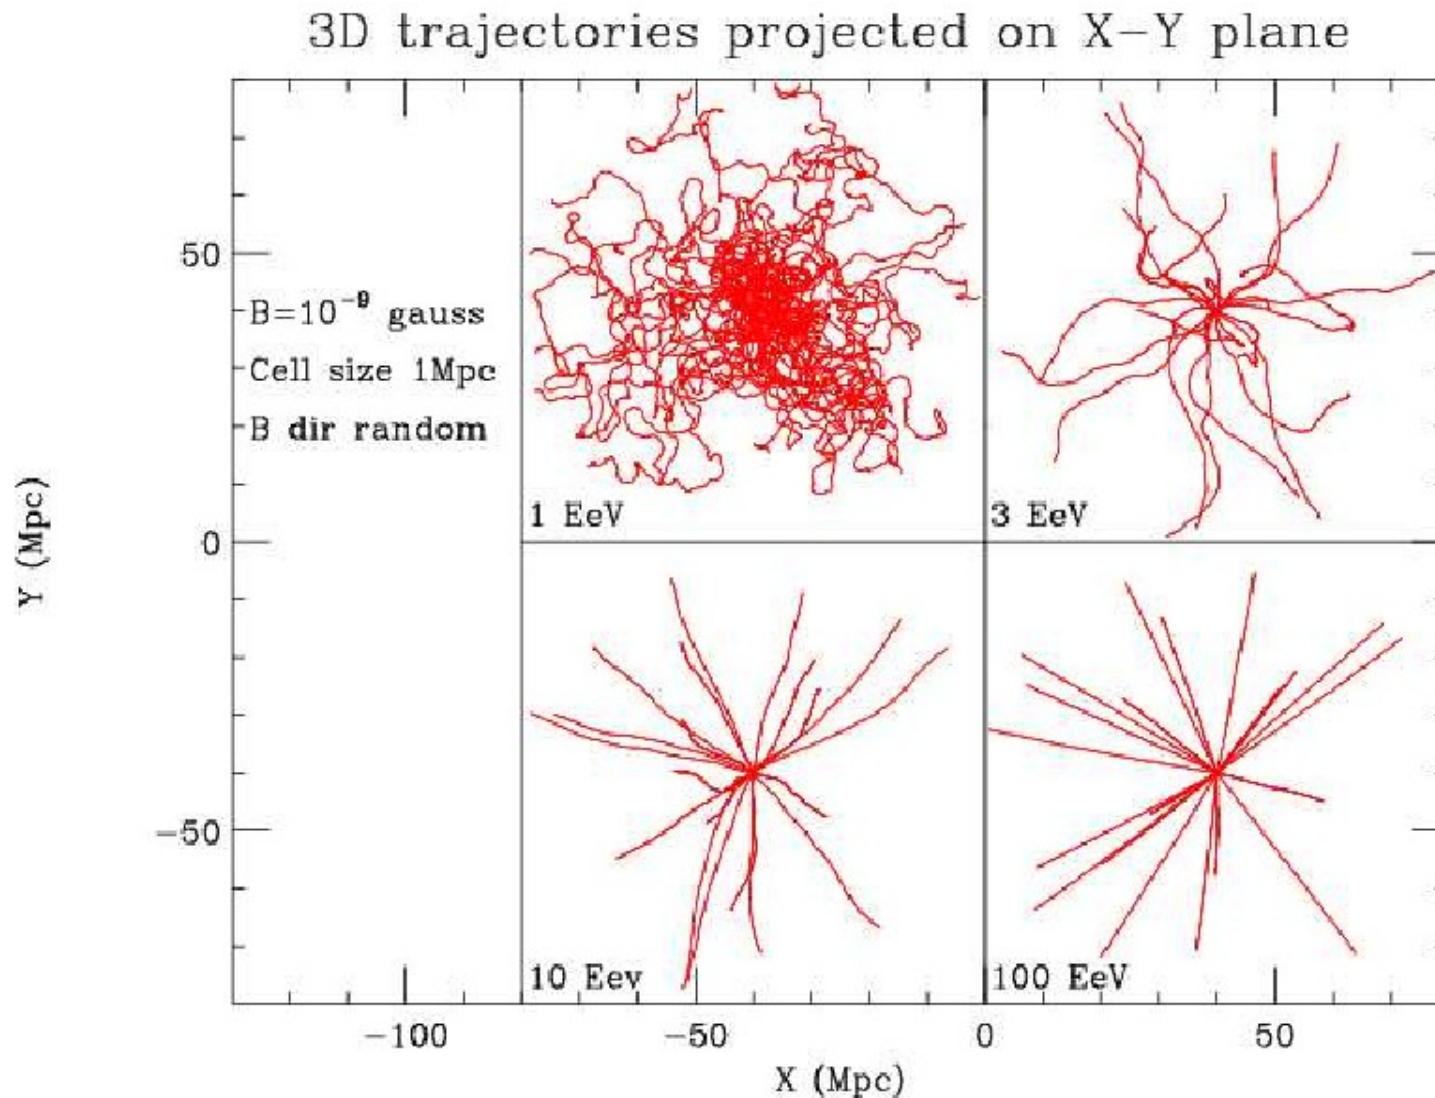 3D trajectories projected on X-Y plane
B=10⁻⁹ gauss
Cell size 1Mpc
B dir random
1 EeV
3 EeV
10 Eev
100 EeV
Y (Mpc)
50
0
-50
-100
-50
0
50
X (Mpc)